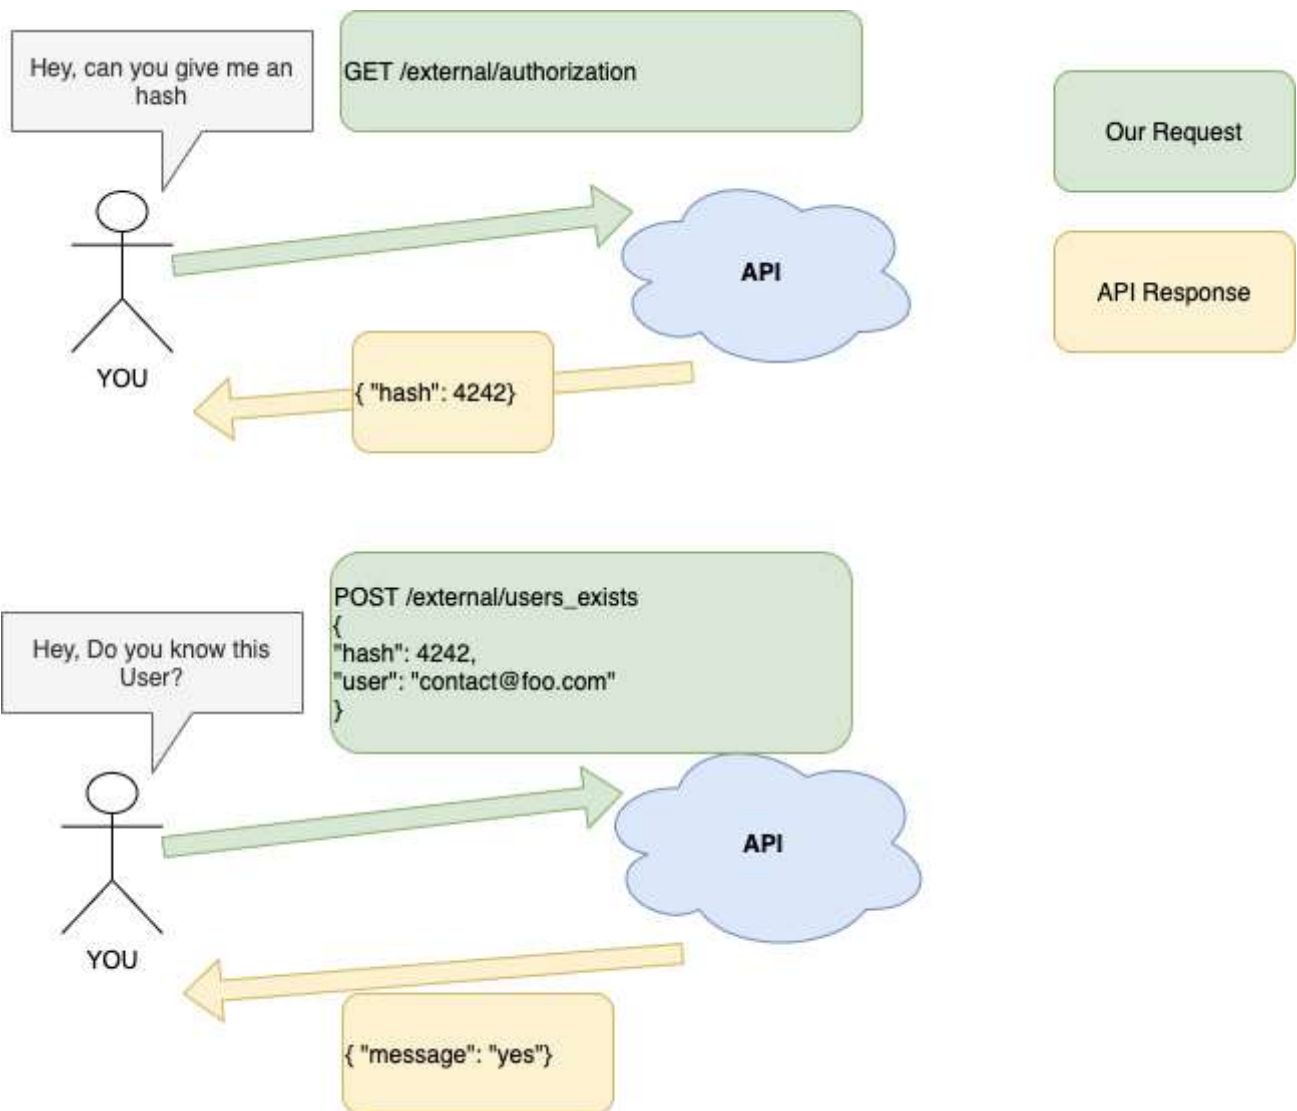 Hey, can you give me an
hash
GET /external/authorization
Our Request
API
API Response
YOU
{ "hash": 4242}
POST /external/users_exists
{
"hash": 4242,
"user": "contact@foo.com"
}
Hey, Do you know this
User?
API
YOU
{ "message": "yes"}